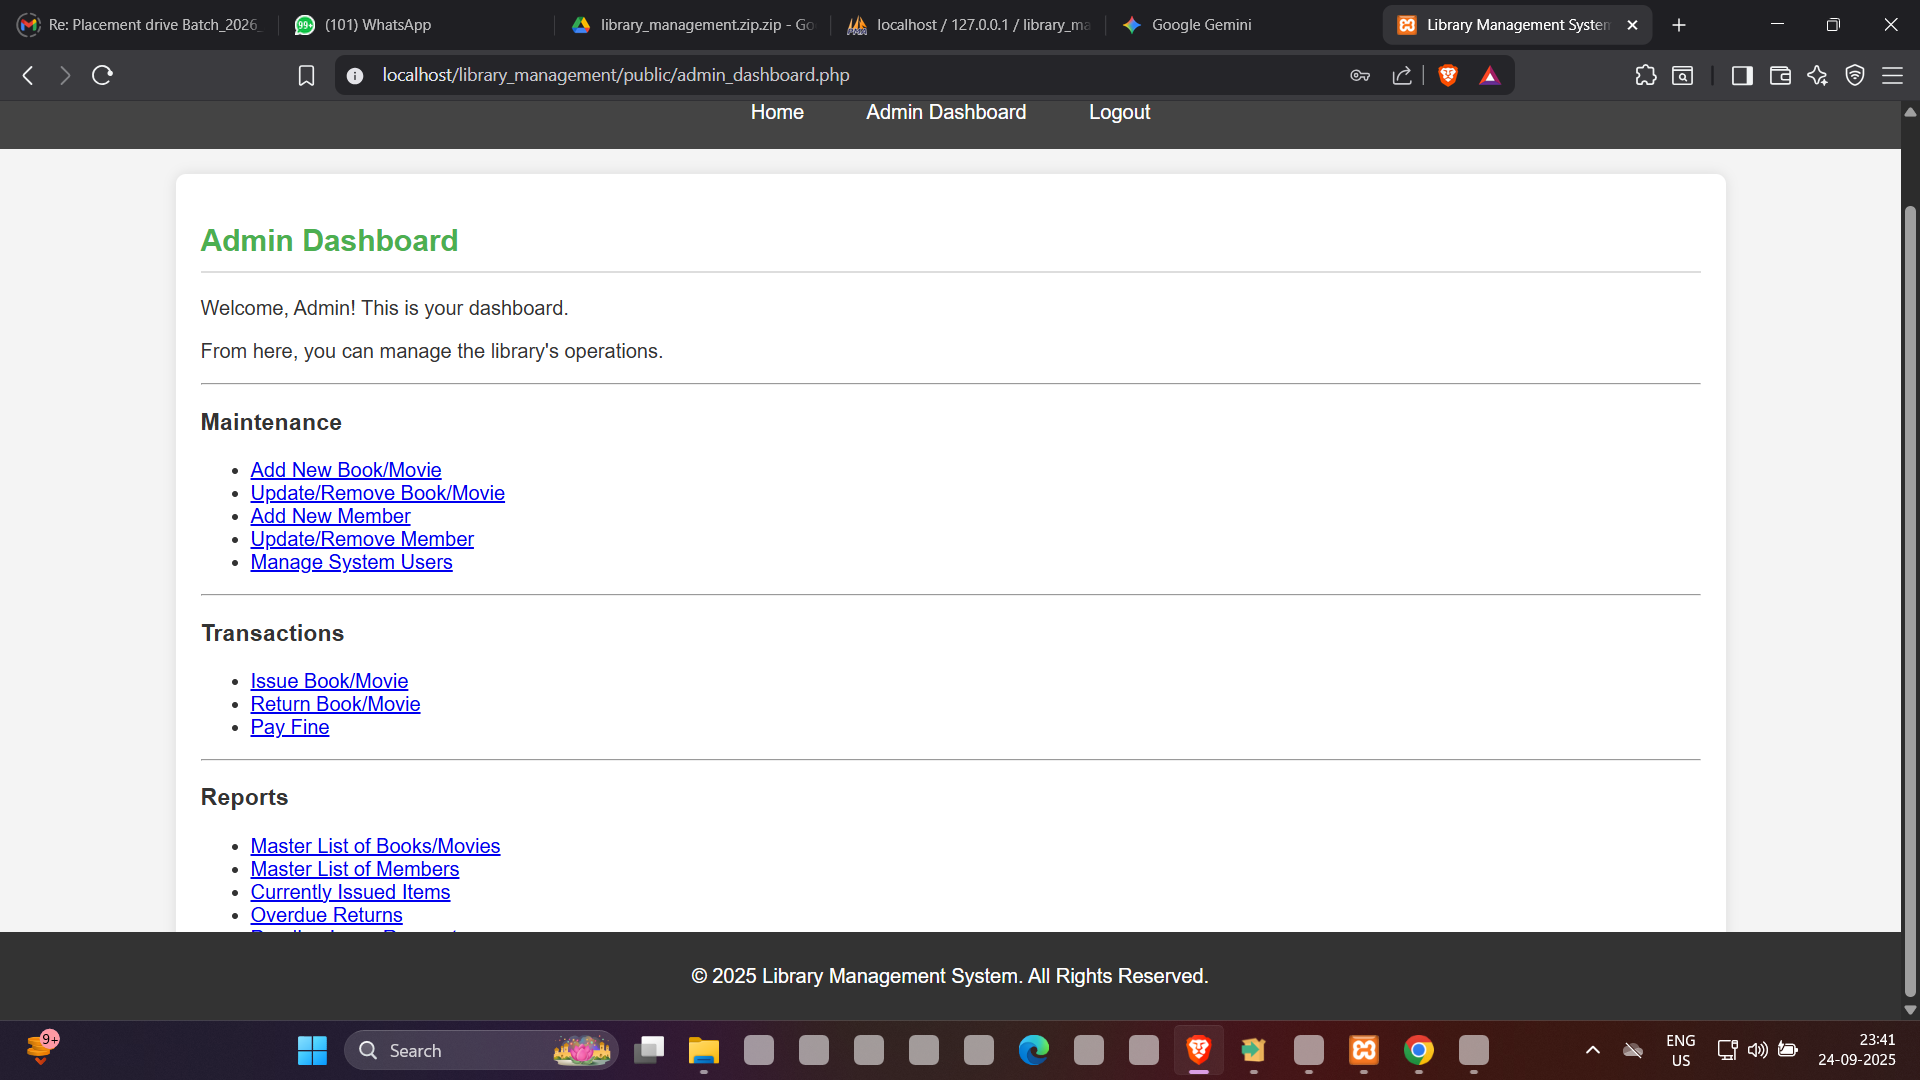 Re: Placement drive Batch_2026_
(101) WhatsApp
library_management.zip.zip - Go
localhost / 127.0.0.1 / library_ma
Google Gemini
Library Management System
localhost/library_management/public/admin_dashboard.php
Home
Admin Dashboard
Logout
Admin Dashboard
Welcome, Admin! This is your dashboard.
From here, you can manage the library's operations.
Maintenance
Add New Book/Movie
Update/Remove Book/Movie
Add New Member
Update/Remove Member
Manage System Users
Transactions
Issue Book/Movie
Return Book/Movie
Pay Fine
Reports
Master List of Books/Movies
Master List of Members
Currently Issued Items
Overdue Returns
© 2025 Library Management System. All Rights Reserved.
9+
Search
ENG
US
23:41
24-09-2025